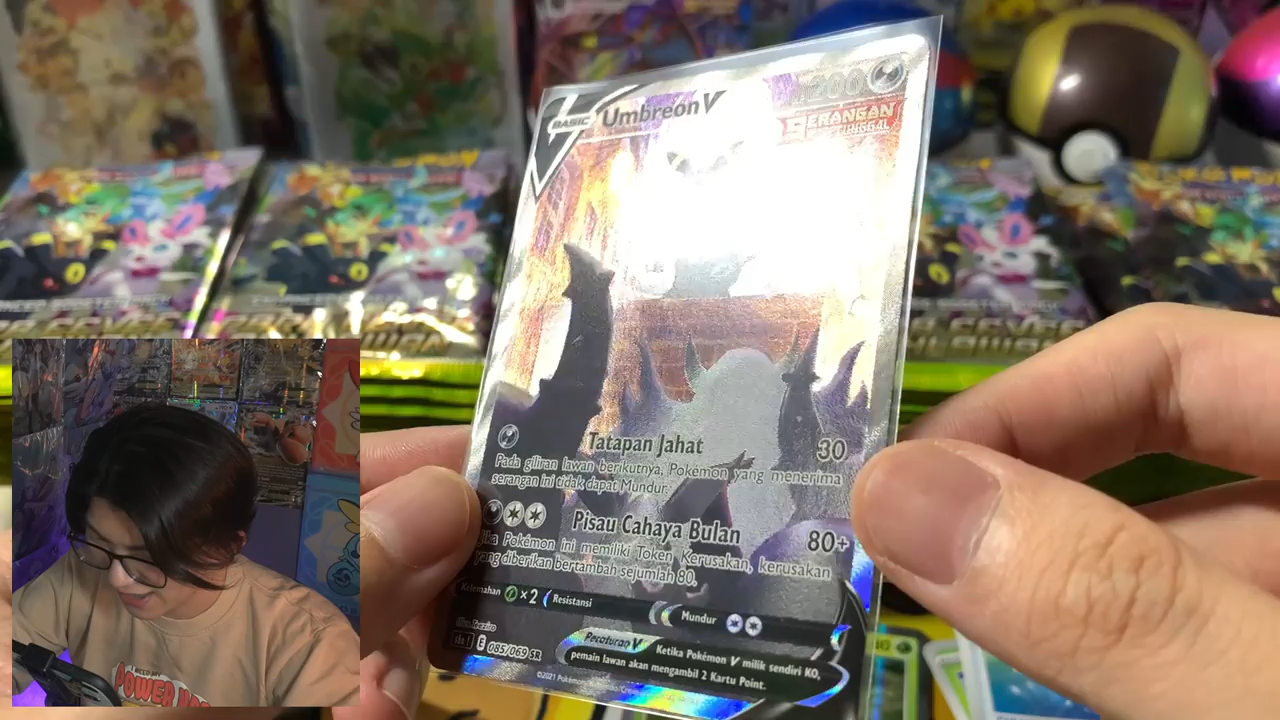 BASIC
Umbreon V
200
SERANGAN
TUNGGAL
Tatapan Jahat 30
Pada giliran lawan berikutnya, Pokémon yang menerima
serangan ini tidak dapat Mundur.
Pisau Cahaya Bulan 80+
Jika Pokémon ini memiliki Token Kerusakan, kerusakan
yang diberikan bertambah sejumlah 80.
Kelemahan ×2 Resistansi Mundur
Illus. Teeziro
E 085/069 SR
Peraturan V Ketika Pokémon V milik sendiri KO,
pemain lawan akan mengambil 2 Kartu Point.
©2021 Pokémon
POWER